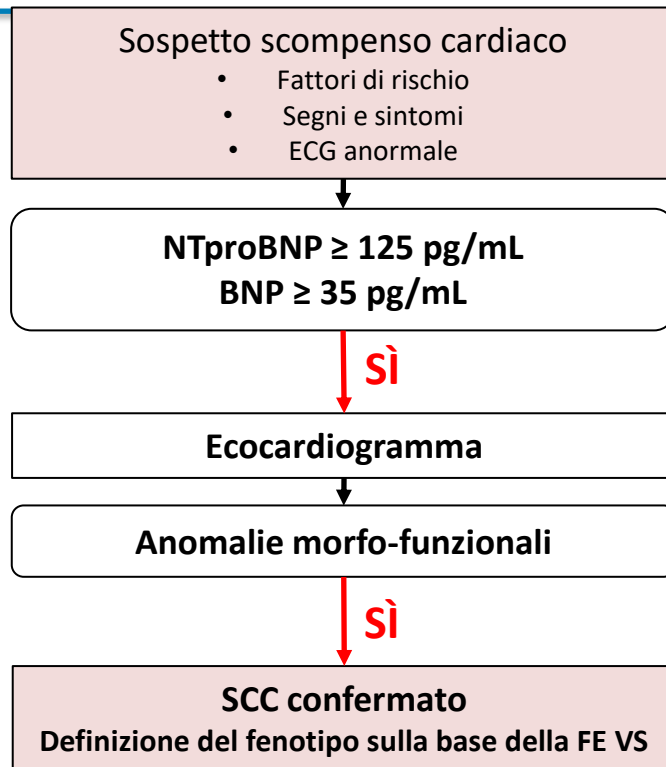 Sospetto scompenso cardiaco
• Fattori di rischio
• Segni e sintomi
• ECG anormale
NTproBNP ≥ 125 pg/mL
BNP ≥ 35 pg/mL
SÌ
Ecocardiogramma
Anomalie morfo-funzionali
SÌ
SCC confermato
Definizione del fenotipo sulla base della FE VS